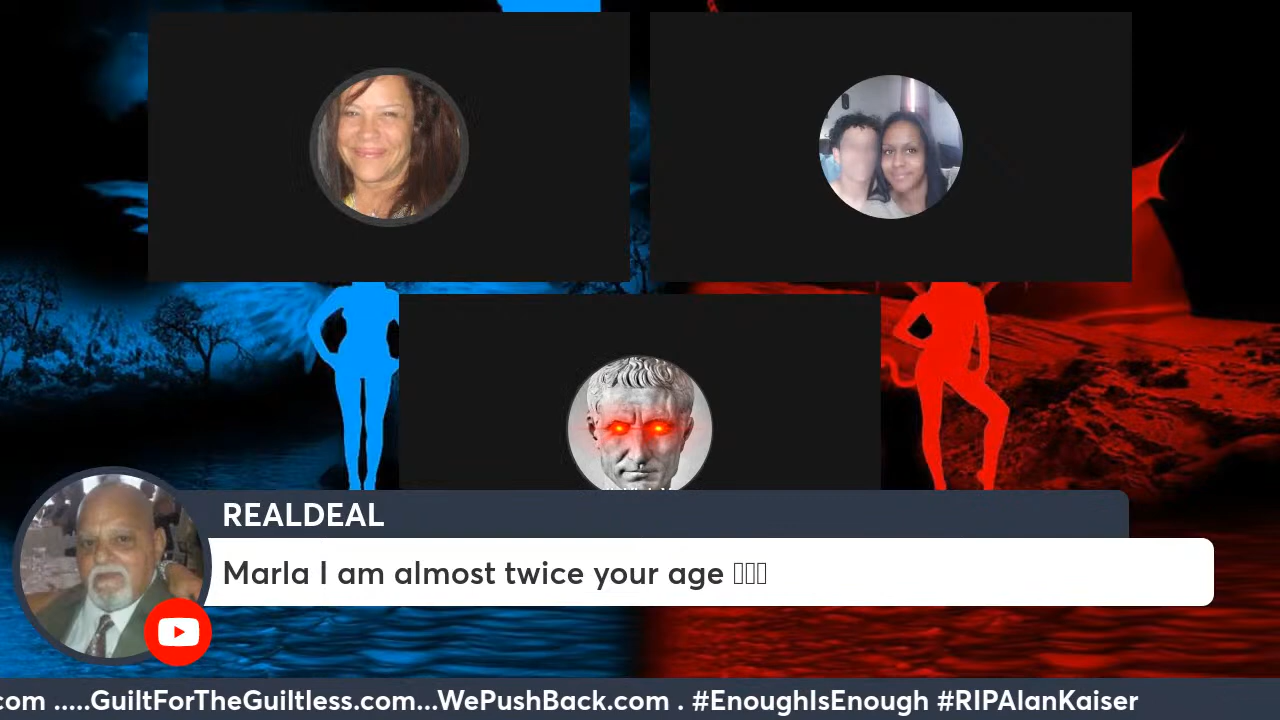 REALDEAL
Marla I am almost twice your age
com .....GuiltForTheGuiltless.com...WePushBack.com . #EnoughIsEnough #RIPAlanKaiser